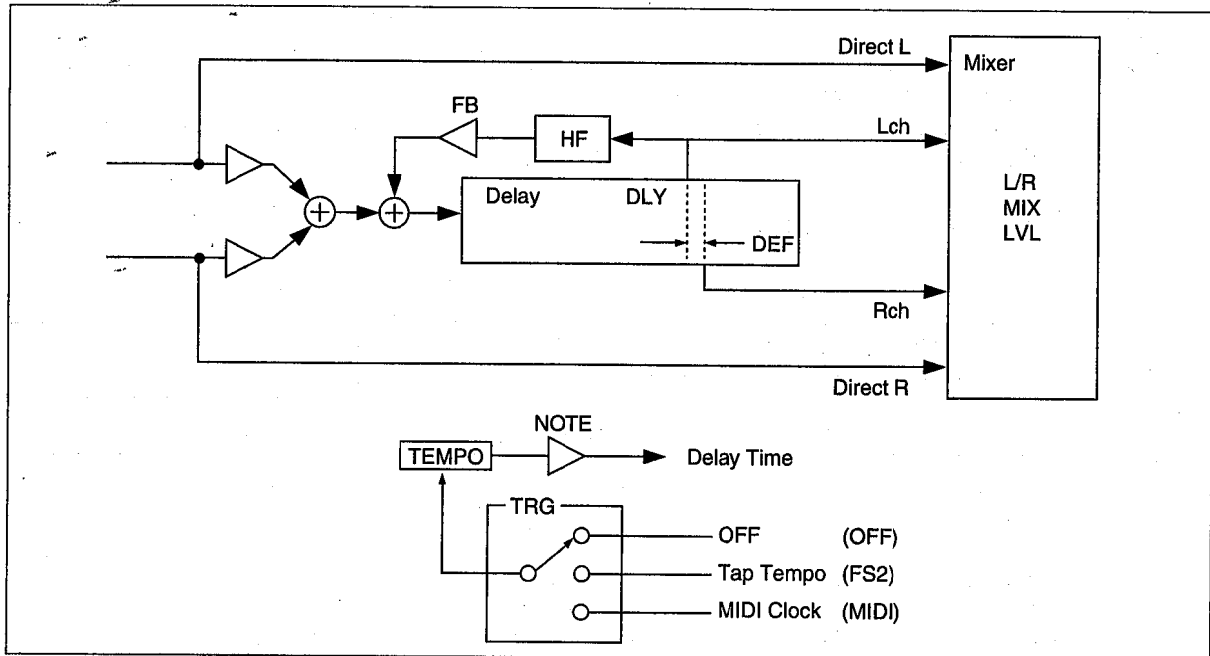 Direct L
Mixer
FB
HF
Lch
Delay
DLY
L/R
MIX
LVL
DEF
Rch
Direct R
NOTE
TEMPO
Delay Time
TRG
OFF (OFF)
Tap Tempo (FS2)
MIDI Clock (MIDI)